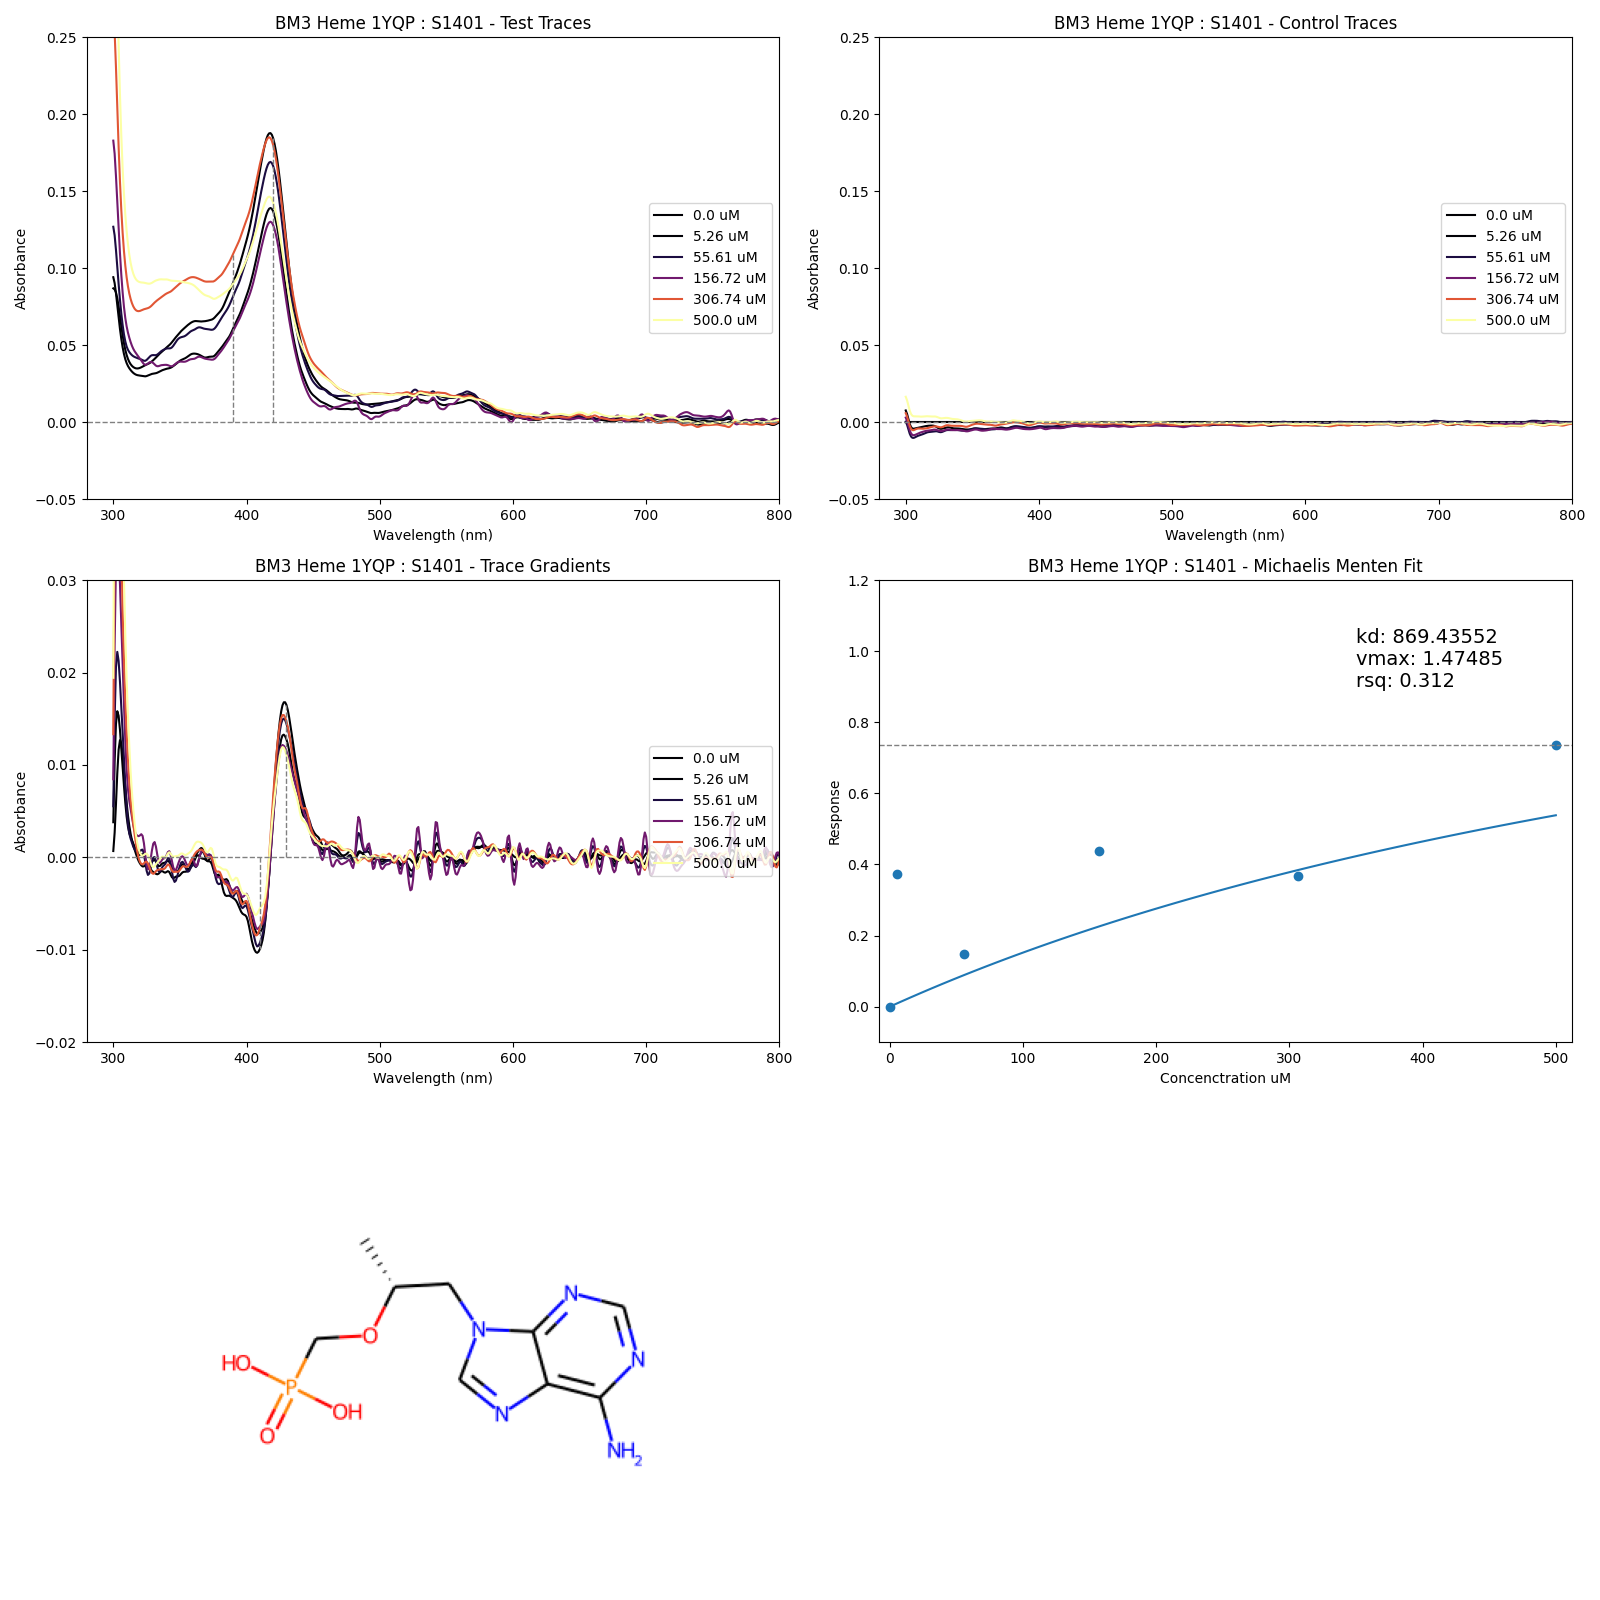 BM3 Heme 1YQP : S1401 - Test Traces
0.25
0.20
0.15
0.10
0.05
0.00
−0.05
Absorbance
300 400 500 600 700 800
Wavelength (nm)
0.0 uM
5.26 uM
55.61 uM
156.72 uM
306.74 uM
500.0 uM
BM3 Heme 1YQP : S1401 - Control Traces
0.25
0.20
0.15
0.10
0.05
0.00
−0.05
Absorbance
300 400 500 600 700 800
Wavelength (nm)
0.0 uM
5.26 uM
55.61 uM
156.72 uM
306.74 uM
500.0 uM
BM3 Heme 1YQP : S1401 - Trace Gradients
0.03
0.02
0.01
0.00
−0.01
−0.02
Absorbance
300 400 500 600 700 800
Wavelength (nm)
0.0 uM
5.26 uM
55.61 uM
156.72 uM
306.74 uM
500.0 uM
BM3 Heme 1YQP : S1401 - Michaelis Menten Fit
1.2
1.0
0.8
0.6
0.4
0.2
0.0
Response
kd: 869.43552
vmax: 1.47485
rsq: 0.312
0 100 200 300 400 500
Concenctration uM
N
N
N
O
HO
P
OH
N
O
NH2